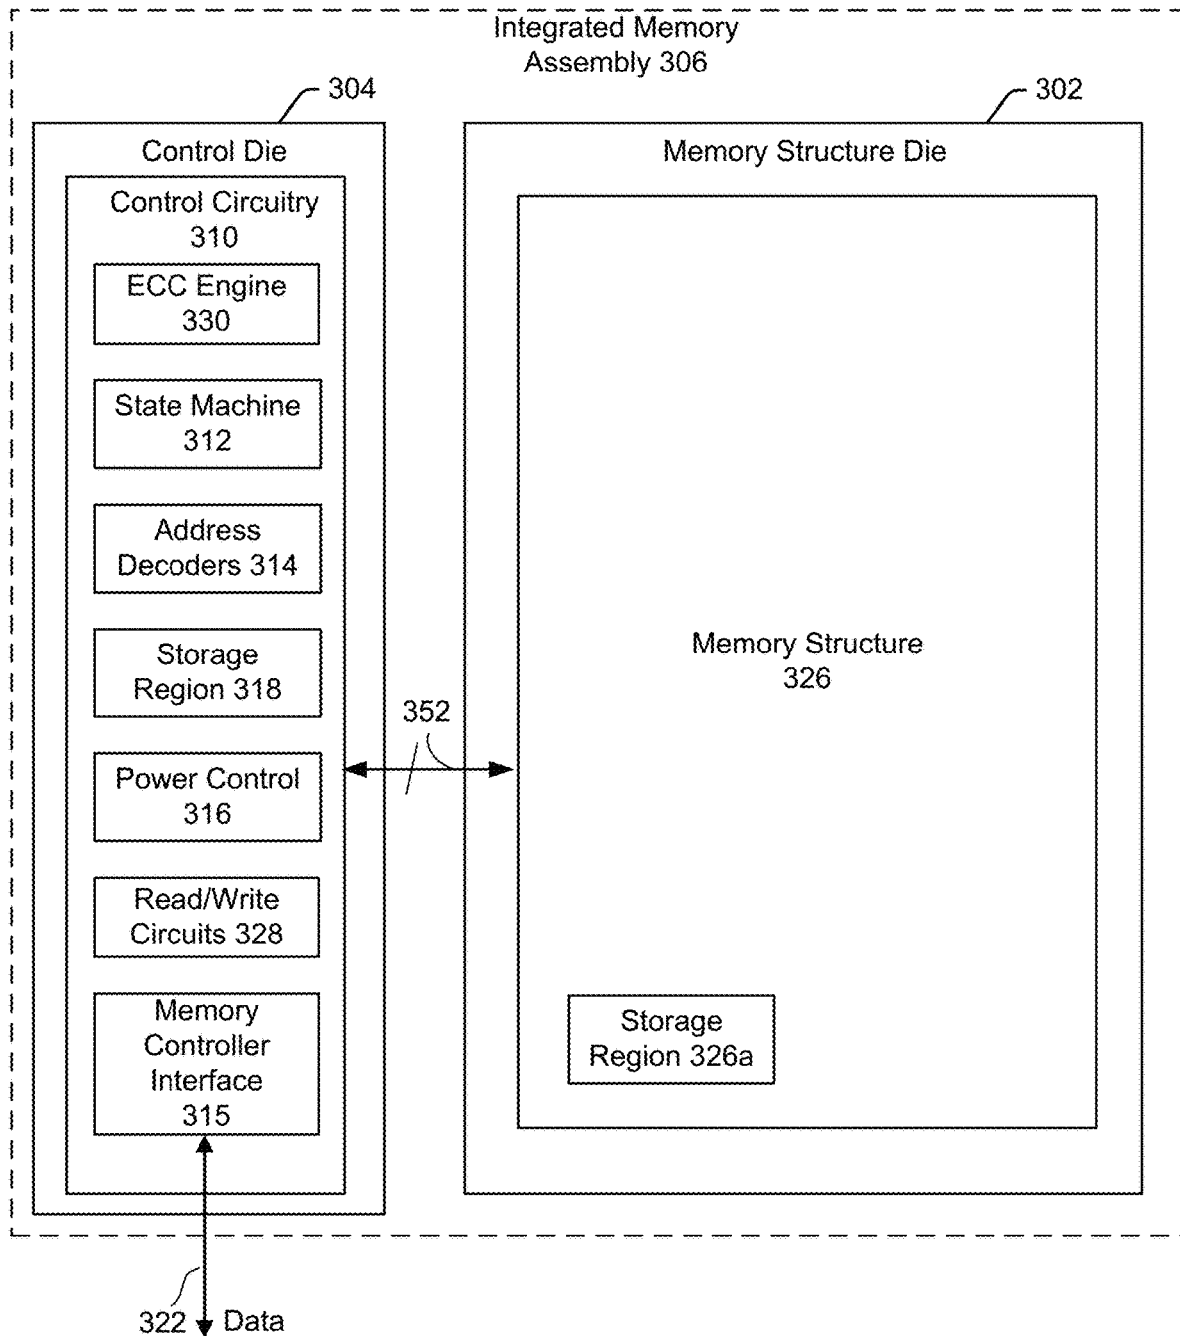 Integrated Memory
Assembly 306
304
302
Control Die
Memory Structure Die
Control Circuitry
310
ECC Engine
330
State Machine
312
Address
Decoders 314
Storage
Region 318
Memory Structure
326
352
Power Control
316
Read/Write
Circuits 328
Memory
Controller
Interface
315
Storage
Region 326a
322
Data